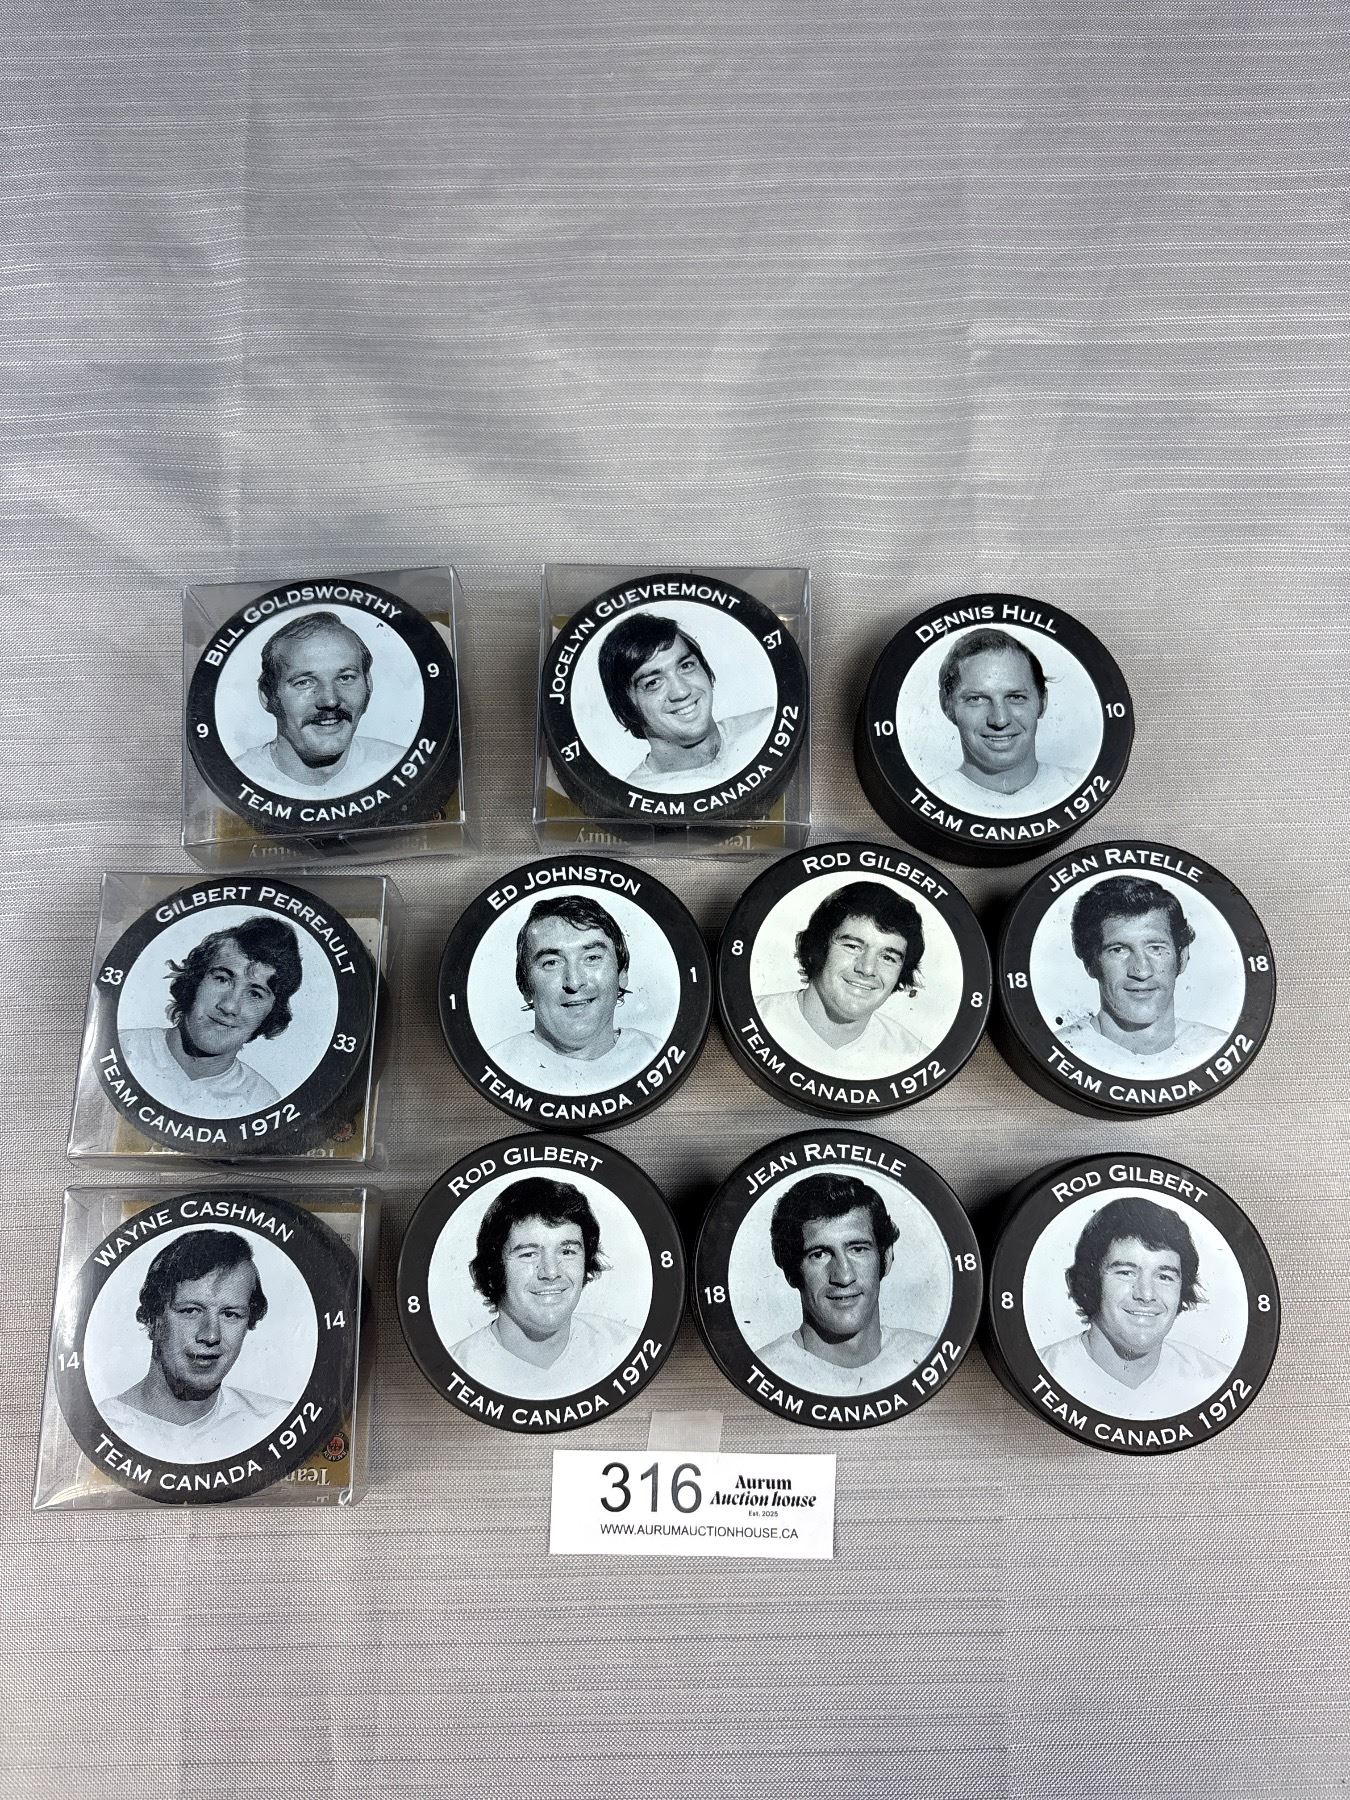 BILL GOLDSWORTHY
9 9
TEAM CANADA 1972
JOCELYN GUEVREMONT
37 37
TEAM CANADA 1972
DENNIS HULL
10 10
TEAM CANADA 1972
GILBERT PERREAULT
33 33
TEAM CANADA 1972
ED JOHNSTON
1 1
TEAM CANADA 1972
ROD GILBERT
8 8
TEAM CANADA 1972
JEAN RATELLE
18 18
TEAM CANADA 1972
WAYNE CASHMAN
14 14
TEAM CANADA 1972
ROD GILBERT
8 8
TEAM CANADA 1972
JEAN RATELLE
18 18
TEAM CANADA 1972
ROD GILBERT
8 8
TEAM CANADA 1972
316 Aurum
Auction house
Est. 2025
WWW.AURUMAUCTIONHOUSE.CA